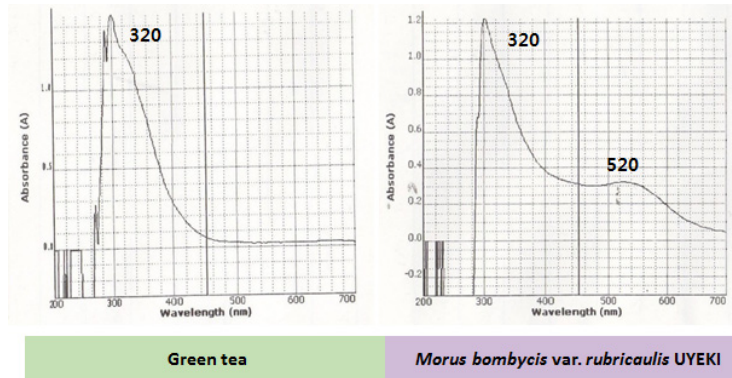 320
1.0
0.5
0.0
Absorbance (A)
200 300 400 500 600 700
Wavelength (nm)
320
520
1.2
1.0
0.8
0.6
0.4
0.2
0.0
-0.2
Absorbance (A)
200 300 400 500 600 700
Wavelength (nm)
Green tea
Morus bombycis var. rubricaulis UYEKI